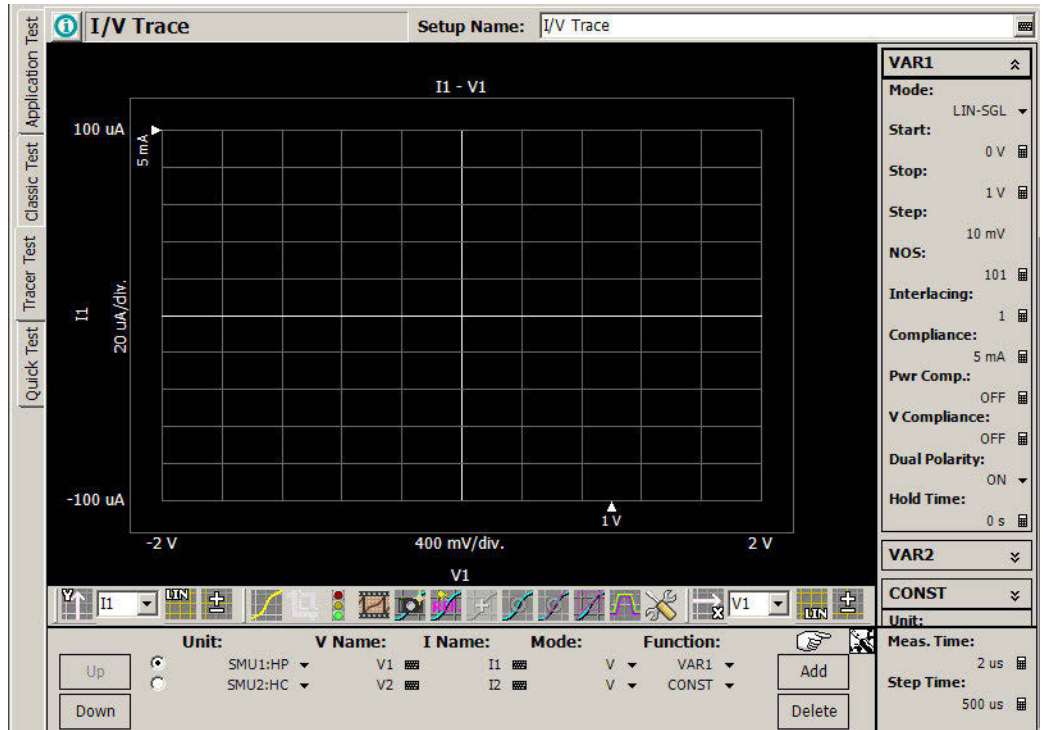 I/V Trace
Setup Name: I/V Trace
Application Test
Classic Test
Tracer Test
Quick Test
I1 - V1
100 uA
5 mA
I1
20 uA/div.
-100 uA
1 V
-2 V
400 mV/div.
2 V
V1
VAR1
Mode:
LIN-SGL
Start:
0 V
Stop:
1 V
Step:
10 mV
NOS:
101
Interlacing:
1
Compliance:
5 mA
Pwr Comp.:
OFF
V Compliance:
OFF
Dual Polarity:
ON
Hold Time:
0 s
VAR2
CONST
Unit:
Y I1 LIN
X V1 LIN
Unit: V Name: I Name: Mode: Function:
Up
SMU1:HP V1 I1 V VAR1
Add
SMU2:HC V2 I2 V CONST
Down
Delete
Meas. Time:
2 us
Step Time:
500 us